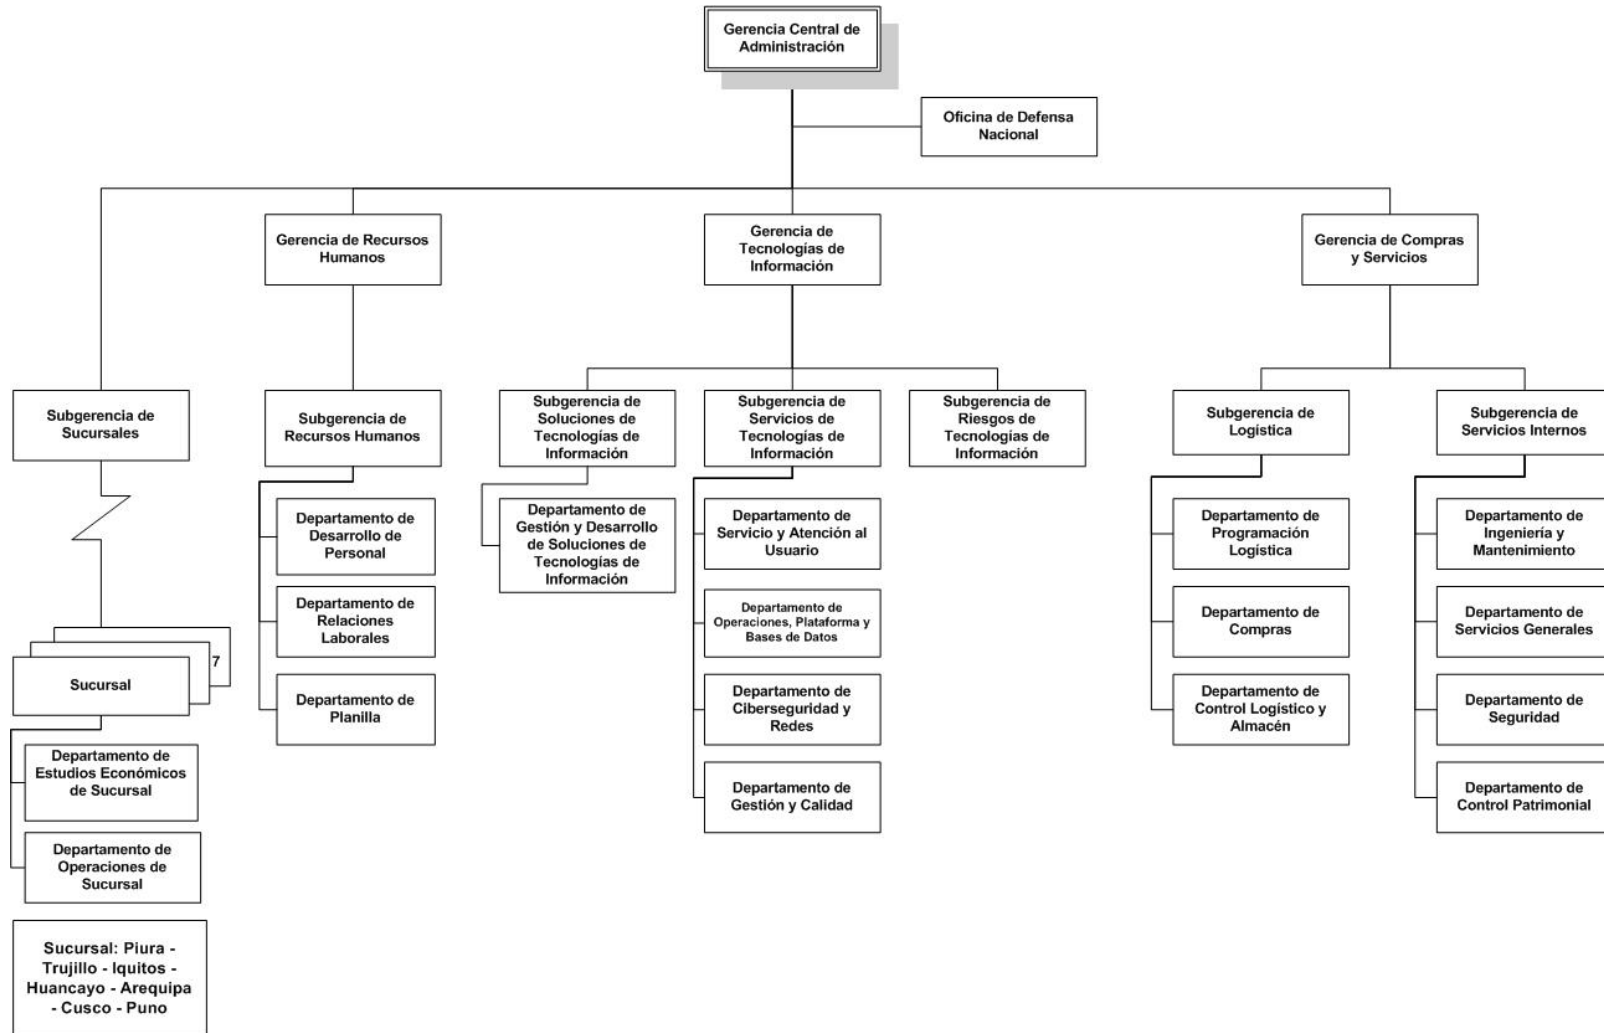 Gerencia Central de
Administración
Oficina de Defensa
Nacional
Gerencia de Recursos
Humanos
Gerencia de
Tecnologías de
Información
Gerencia de Compras
y Servicios
Subgerencia de
Sucursales
Subgerencia de
Recursos Humanos
Subgerencia de
Soluciones de
Tecnologías de
Información
Subgerencia de
Servicios de
Tecnologías de
Información
Subgerencia de
Riesgos de
Tecnologías de
Información
Subgerencia de
Logística
Subgerencia de
Servicios Internos
7
Sucursal
Departamento de
Estudios Económicos
de Sucursal
Departamento de
Operaciones de
Sucursal
Sucursal: Piura -
Trujillo - Iquitos -
Huancayo - Arequipa
- Cusco - Puno
Departamento de
Desarrollo de
Personal
Departamento de
Relaciones
Laborales
Departamento de
Planilla
Departamento de
Gestión y Desarrollo
de Soluciones de
Tecnologías de
Información
Departamento de
Servicio y Atención al
Usuario
Departamento de
Operaciones, Plataforma y
Bases de Datos
Departamento de
Ciberseguridad y
Redes
Departamento de
Gestión y Calidad
Departamento de
Programación
Logística
Departamento de
Compras
Departamento de
Control Logístico y
Almacén
Departamento de
Ingeniería y
Mantenimiento
Departamento de
Servicios Generales
Departamento de
Seguridad
Departamento de
Control Patrimonial